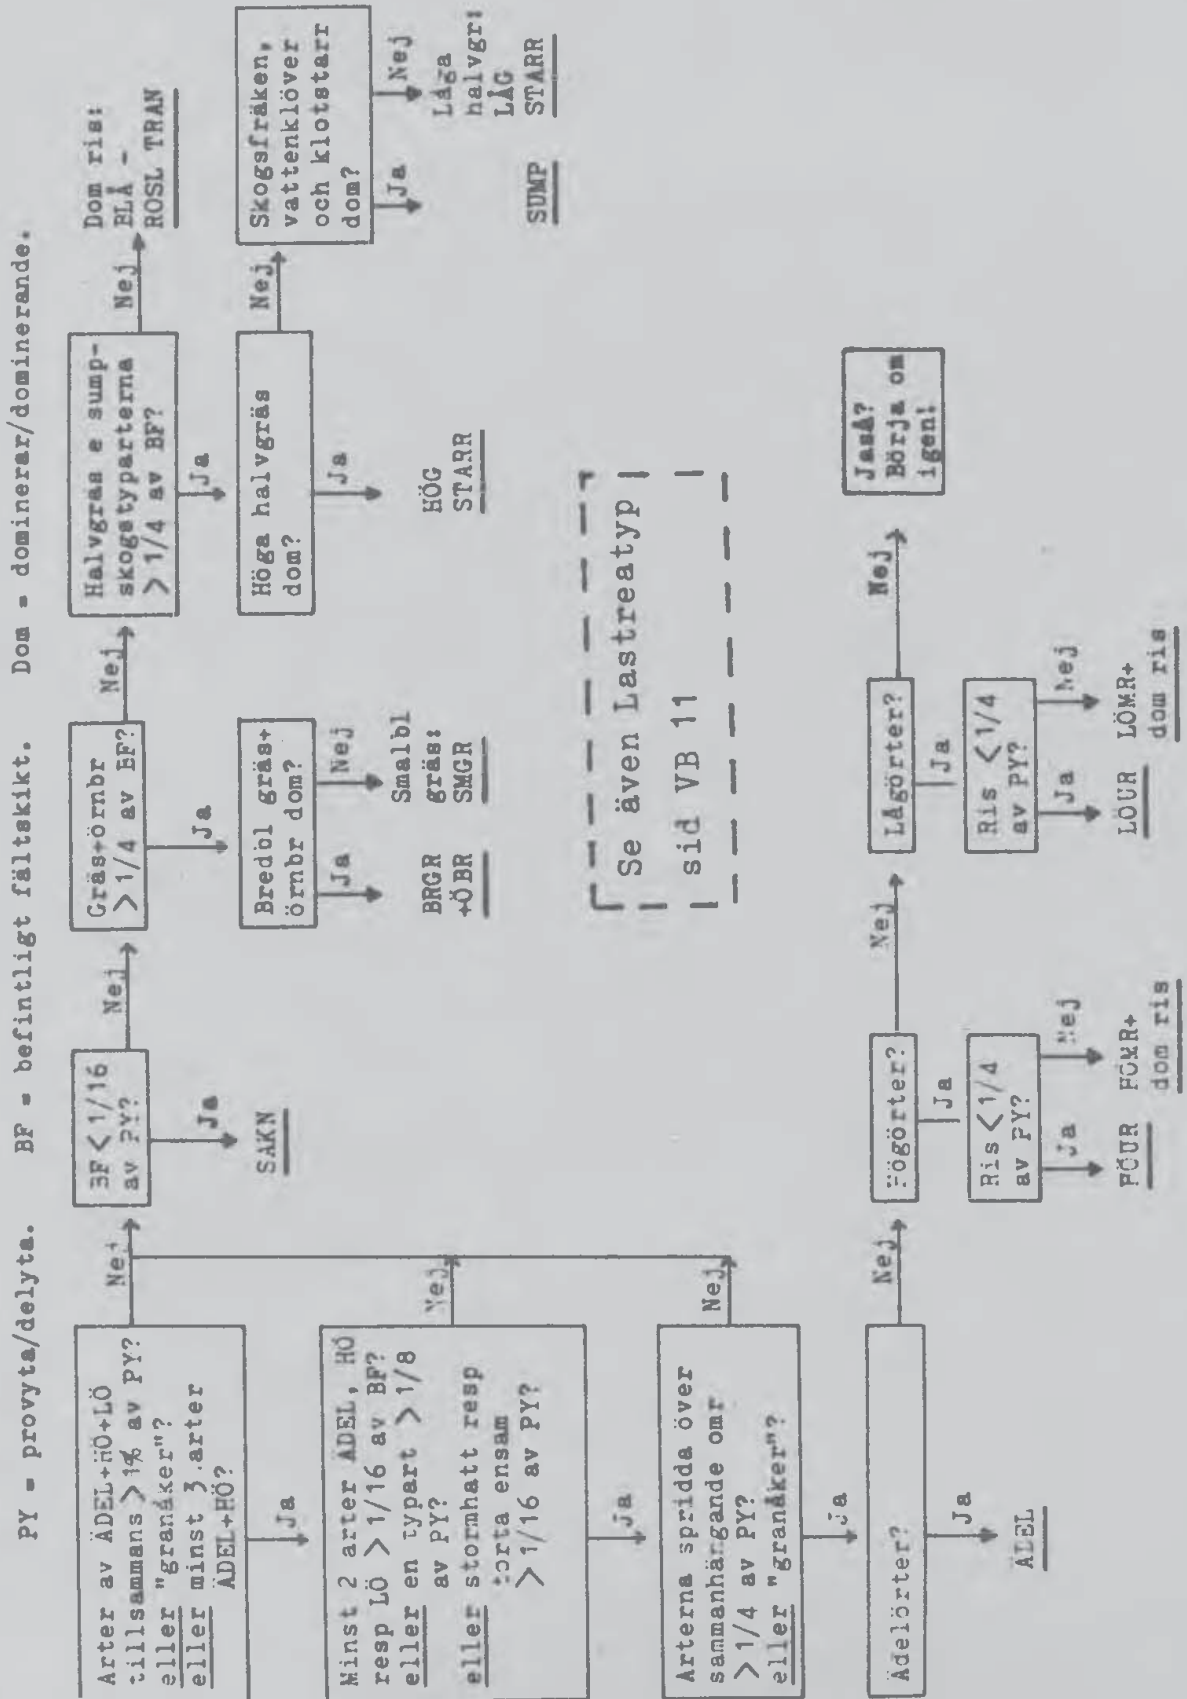 PY = provyta/delyta. BF = befintligt fältskikt. Dom = dominerar/dominerande.
Arter av ÄDEL+HÖ+LÖ
tillsammans > 1% av PY?
eller "granåker"?
eller minst 3 arter
ÄDEL+HÖ?
Nej
Ja
BF < 1/16
av PY?
Nej
Ja
SAKN
Gräs+örnbr
> 1/4 av BF?
Nej
Ja
Bredbl gräs+
örnbr dom?
Ja
Nej
BRGR
+ÖBR
Smalbl
gräs:
SMGR
Halvgräs e sump-
skogstyparterna
> 1/4 av BF?
Nej
Ja
Dom ris:
BLÅ -
ROSL TRAN
Höga halvgräs
dom?
Nej
Ja
HÖG
STARR
Skogsfräken,
vattenklöver
och klotstarr
dom?
Ja
Nej
SUMP
Låga
halvgr:
LÅG
STARR
Minst 2 arter ÄDEL, HÖ
resp LÖ > 1/16 av BF?
eller en typart > 1/8
av PY?
eller stormhatt resp
torta ensam
> 1/16 av PY?
Nej
Ja
Se även Lastreatyp
sid VB 11
Arterna spridda över
sammanhängande omr
> 1/4 av PY?
eller "granåker"?
Nej
Ja
Ädelörter?
Nej
Ja
ÄDEL
Högörter?
Nej
Ja
Ris < 1/4
av PY?
Ja
Nej
HÖUR
HÖMR+
dom ris
Lågörter?
Nej
Ja
Ris < 1/4
av PY?
Ja
Nej
LÖUR
LÖMR+
dom ris
Jaså?
Börja om
igen!